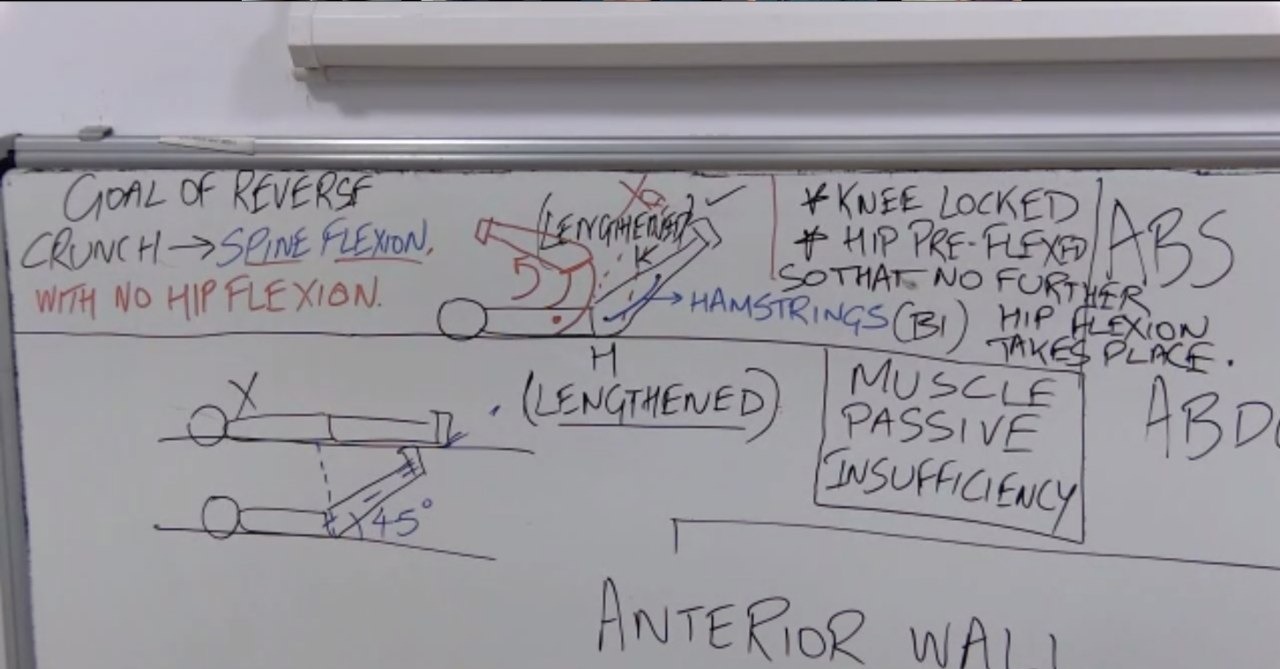 GOAL OF REVERSE
CRUNCH → SPINE FLEXION.
WITH NO HIP FLEXION.
(LENGTHENED)
K
→ HAMSTRINGS (BI)
H
(LENGTHENED)
* KNEE LOCKED
* HIP PRE-FLEXED
SO THAT NO FURTHER
HIP FLEXION
TAKES PLACE.
ABS
X
45°
MUSCLE
PASSIVE
INSUFFICIENCY
ABD
ANTERIOR WALL